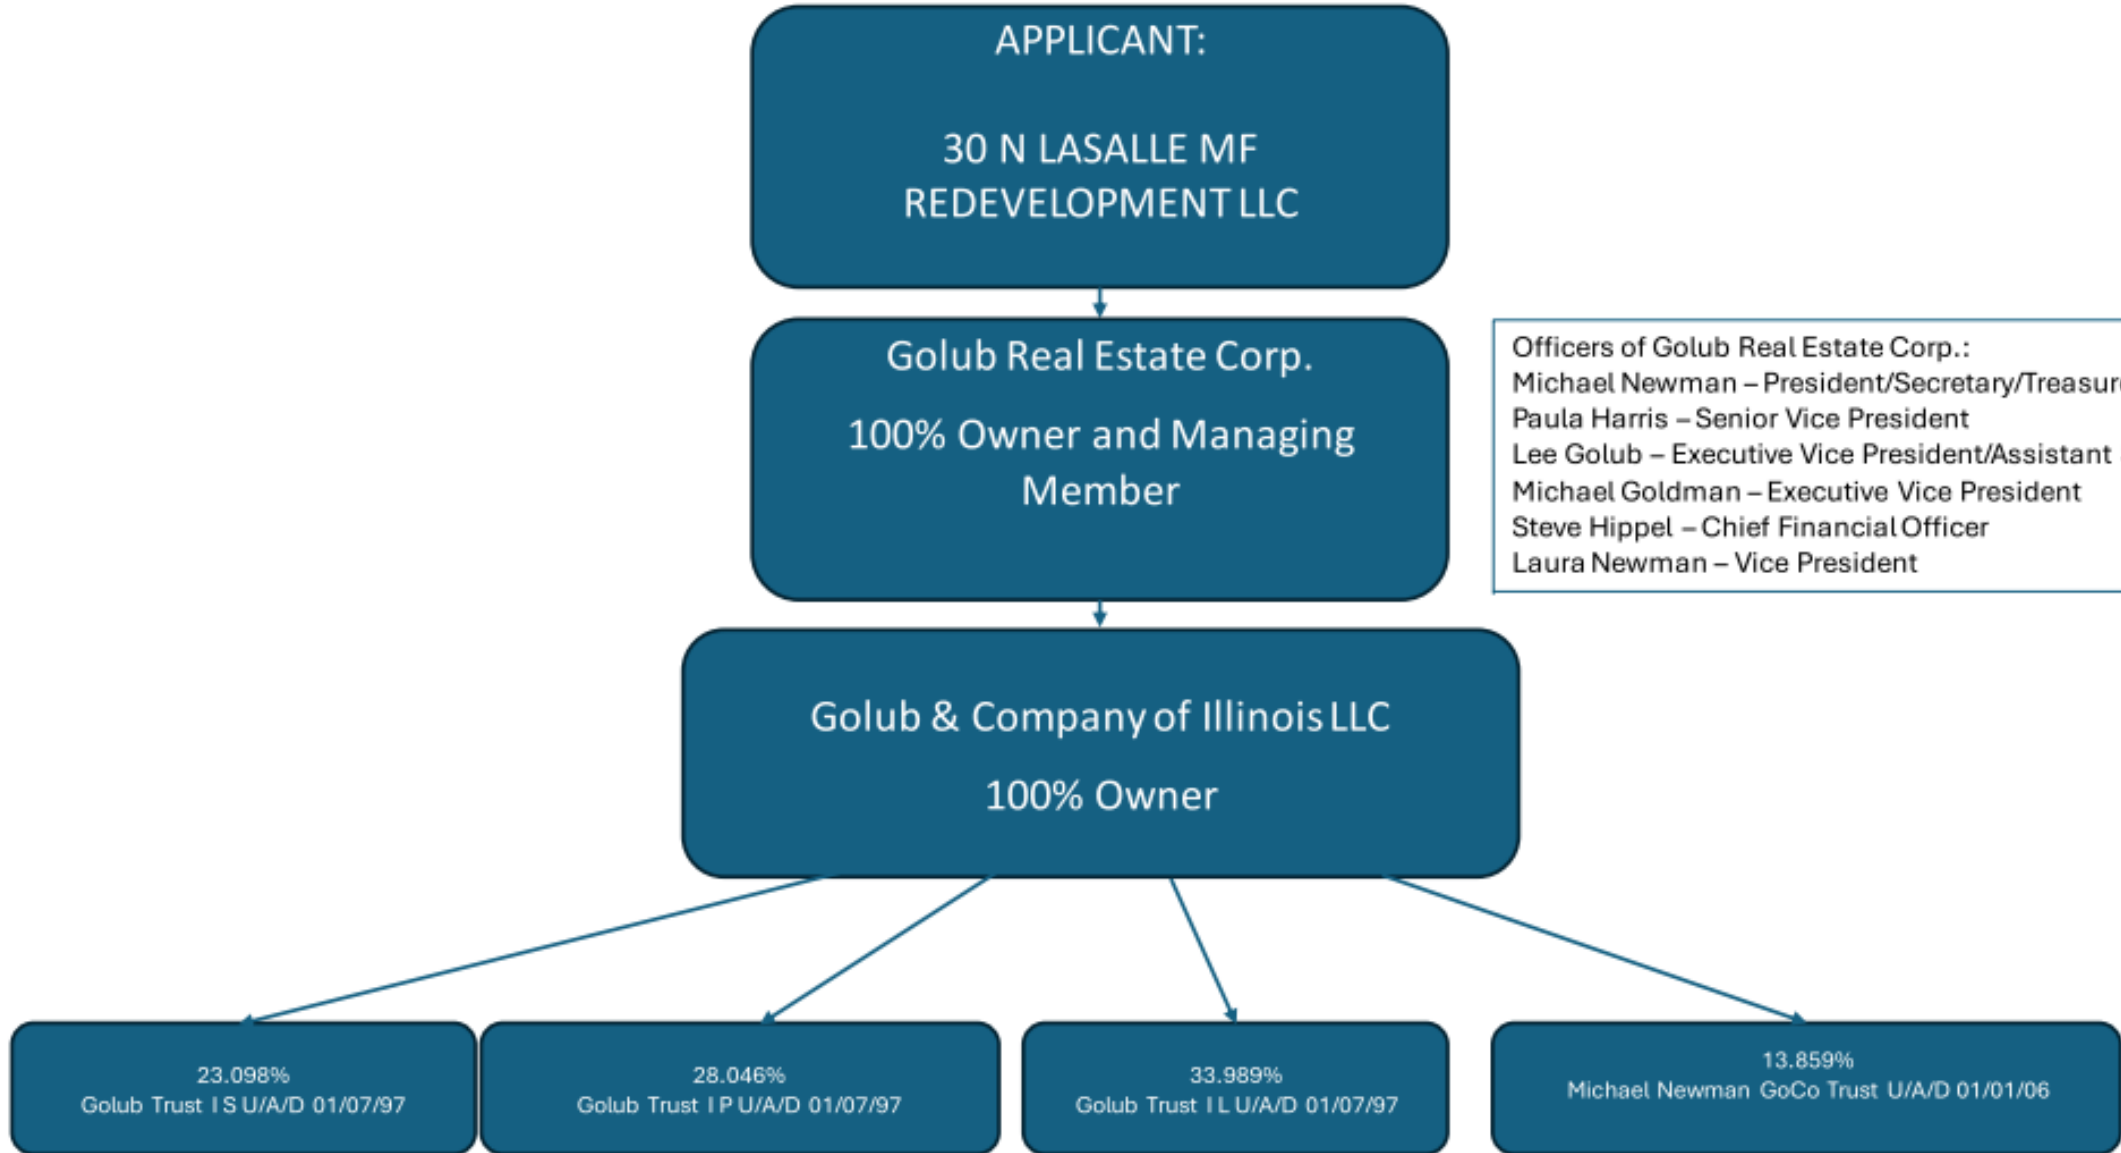 APPLICANT:
30 N LASALLE MF
REDEVELOPMENT LLC
Golub Real Estate Corp.
100% Owner and Managing
Member
Officers of Golub Real Estate Corp.:
Michael Newman – President/Secretary/Treasur
Paula Harris – Senior Vice President
Lee Golub – Executive Vice President/Assistant
Michael Goldman – Executive Vice President
Steve Hippel – Chief Financial Officer
Laura Newman – Vice President
Golub & Company of Illinois LLC
100% Owner
23.098%
Golub Trust I S U/A/D 01/07/97
28.046%
Golub Trust I P U/A/D 01/07/97
33.989%
Golub Trust I L U/A/D 01/07/97
13.859%
Michael Newman GoCo Trust U/A/D 01/01/06